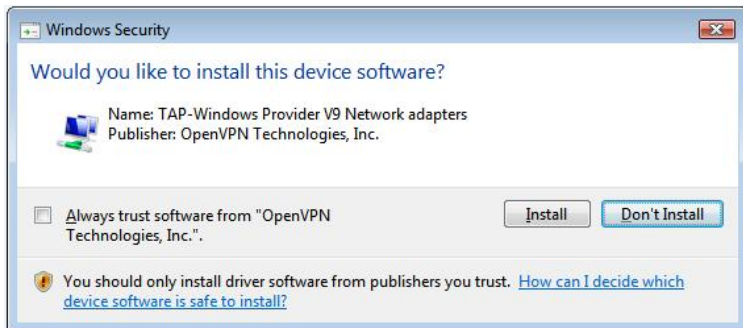 Windows Security
Would you like to install this device software?
Name: TAP-Windows Provider V9 Network adapters
Publisher: OpenVPN Technologies, Inc.
Always trust software from "OpenVPN
Technologies, Inc.".
Install
Don't Install
You should only install driver software from publishers you trust. How can I decide which
device software is safe to install?